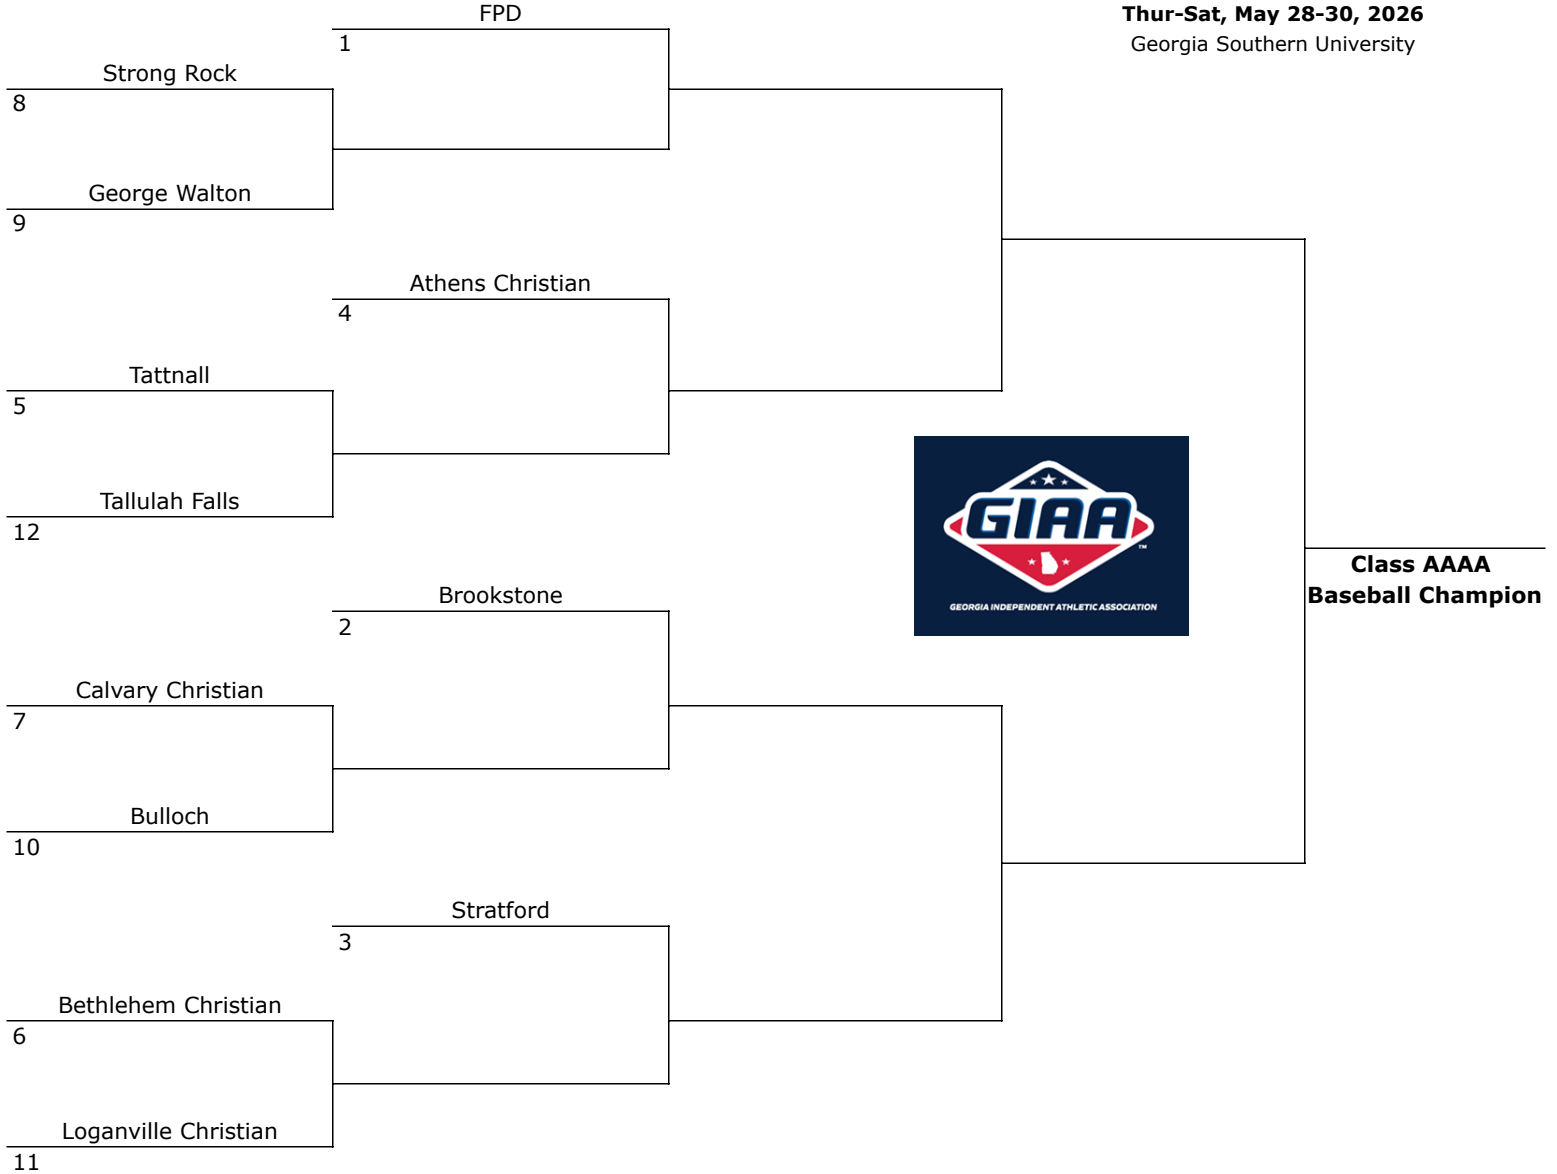 FPD
Thur-Sat, May 28-30, 2026
1
Georgia Southern University
Strong Rock
8
George Walton
9
Athens Christian
4
Tattnall
5
Tallulah Falls
12
GIAA
TM
GEORGIA INDEPENDENT ATHLETIC ASSOCIATION
Class AAAA
Baseball Champion
Brookstone
2
Calvary Christian
7
Bulloch
10
Stratford
3
Bethlehem Christian
6
Loganville Christian
11